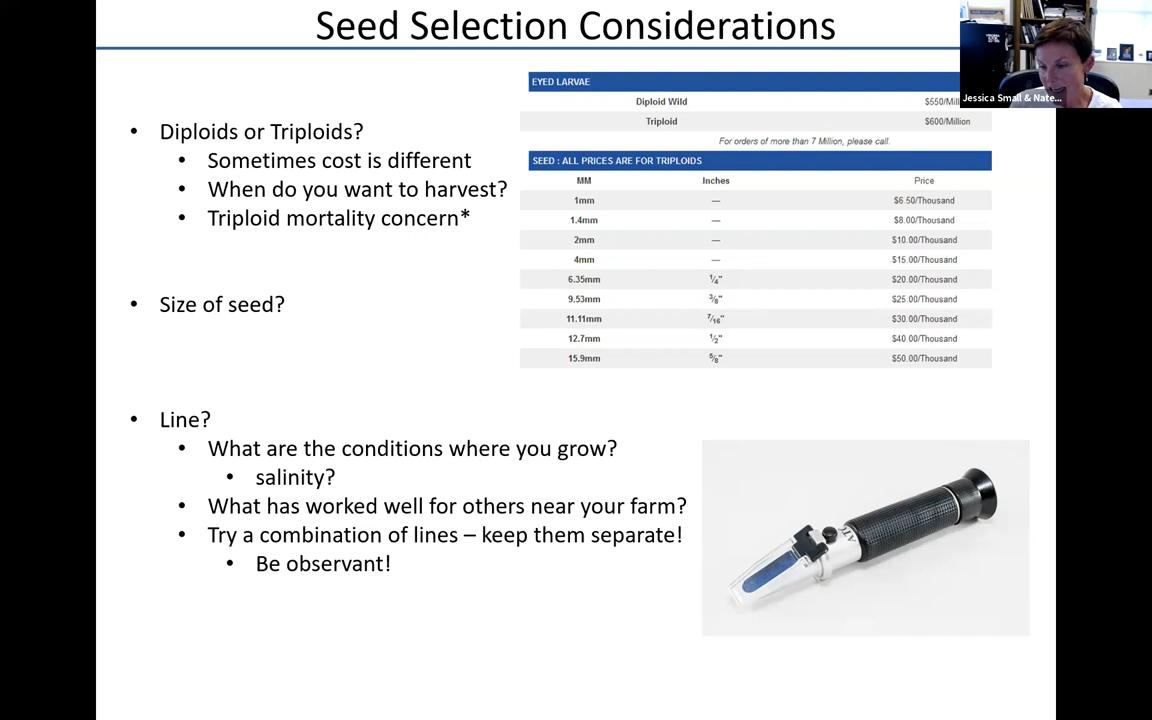 Seed Selection Considerations
Jessica Small & Nate...
• Diploids or Triploids?
• Sometimes cost is different
• When do you want to harvest?
• Triploid mortality concern*
• Size of seed?
• Line?
• What are the conditions where you grow?
• salinity?
• What has worked well for others near your farm?
• Try a combination of lines – keep them separate!
• Be observant!
EYED LARVAE
Diploid Wild $550/Mil
Triploid $600/Million
For orders of more than 7 Million, please call.
SEED : ALL PRICES ARE FOR TRIPLOIDS
MM Inches Price
1mm — $6.50/Thousand
1.4mm — $8.00/Thousand
2mm — $10.00/Thousand
4mm — $15.00/Thousand
6.35mm 1/4" $20.00/Thousand
9.53mm 3/8" $25.00/Thousand
11.11mm 7/16" $30.00/Thousand
12.7mm 1/2" $40.00/Thousand
15.9mm 5/8" $50.00/Thousand
ATC